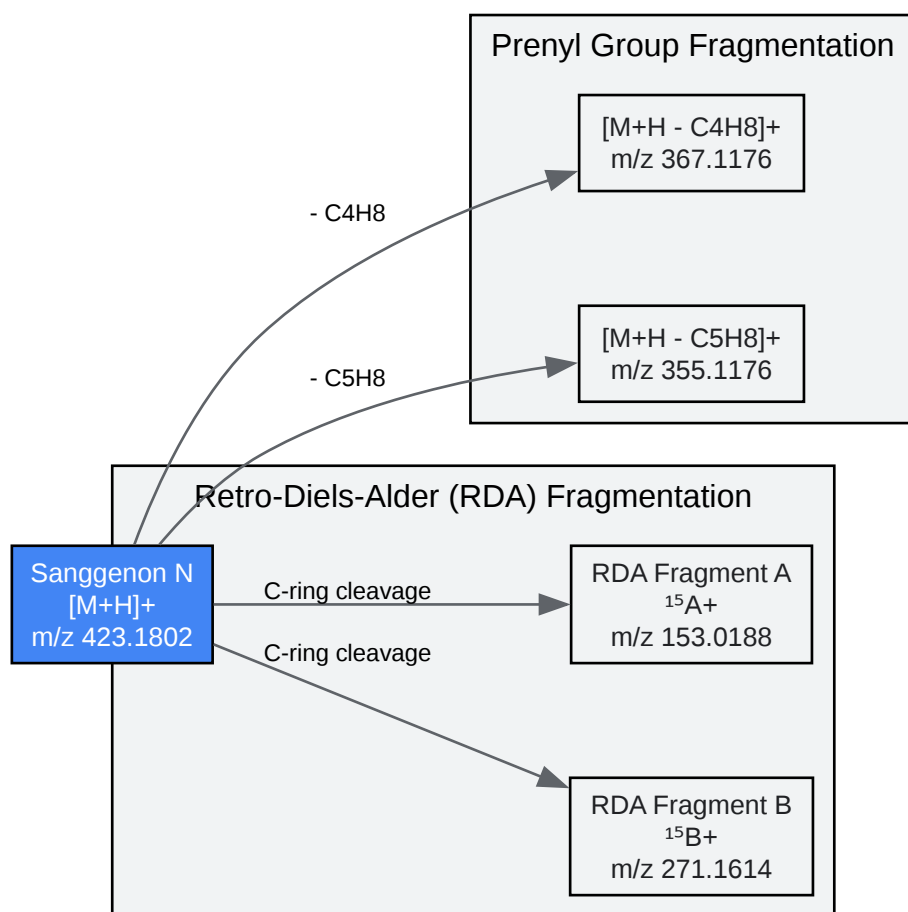 Prenyl Group Fragmentation
[M+H - C4H8]+
m/z 367.1176
- C4H8
[M+H - C5H8]+
m/z 355.1176
- C5H8
Retro-Diels-Alder (RDA) Fragmentation
Sanggenon N
[M+H]+
m/z 423.1802
C-ring cleavage
RDA Fragment A
¹⁵A+
m/z 153.0188
C-ring cleavage
RDA Fragment B
¹⁵B+
m/z 271.1614